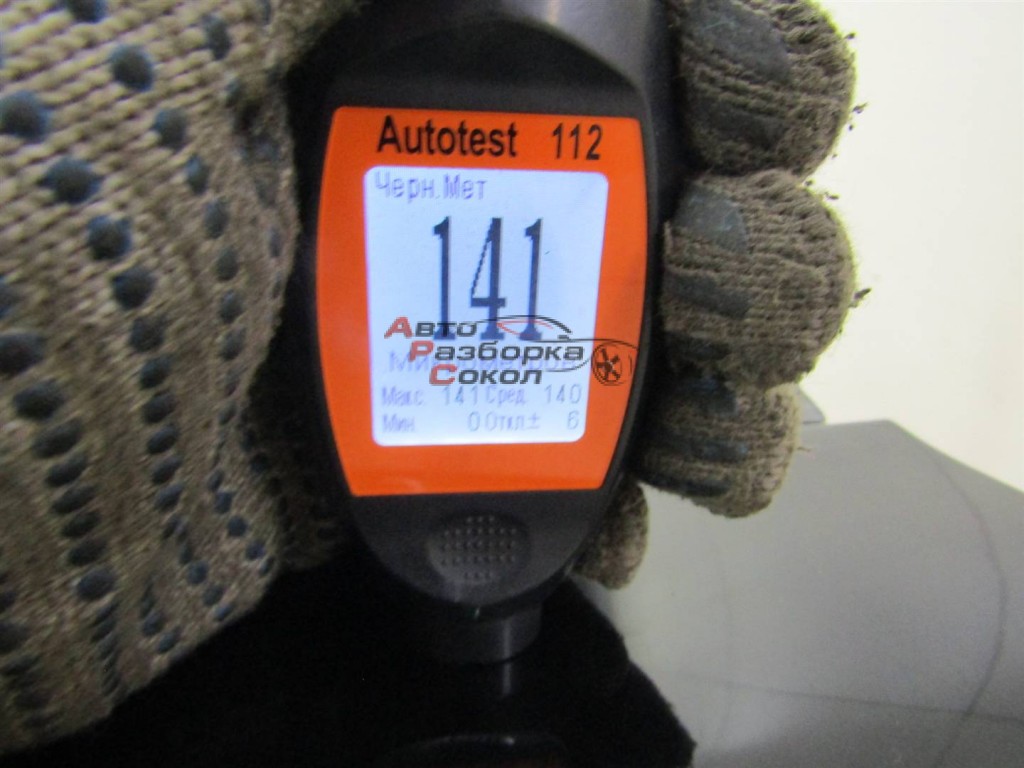 Autotest 112
Черн.Мет
141
Авто
Разборка
Сокол
Макс. 141 Сред. 140
Мин. 0 Откл.± 6